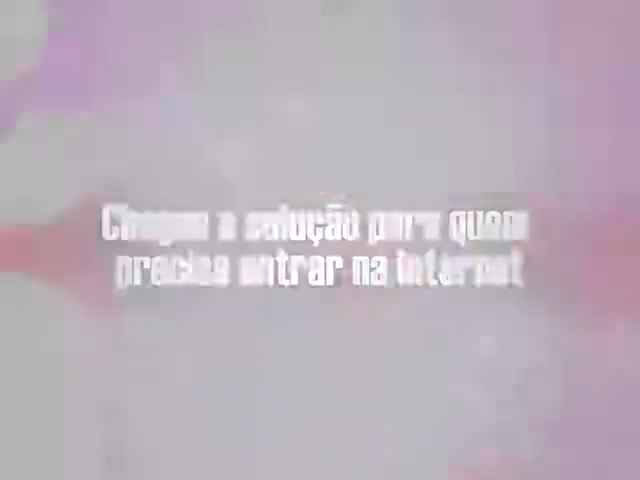 Chegou a solução para quem
precisa entrar na internet